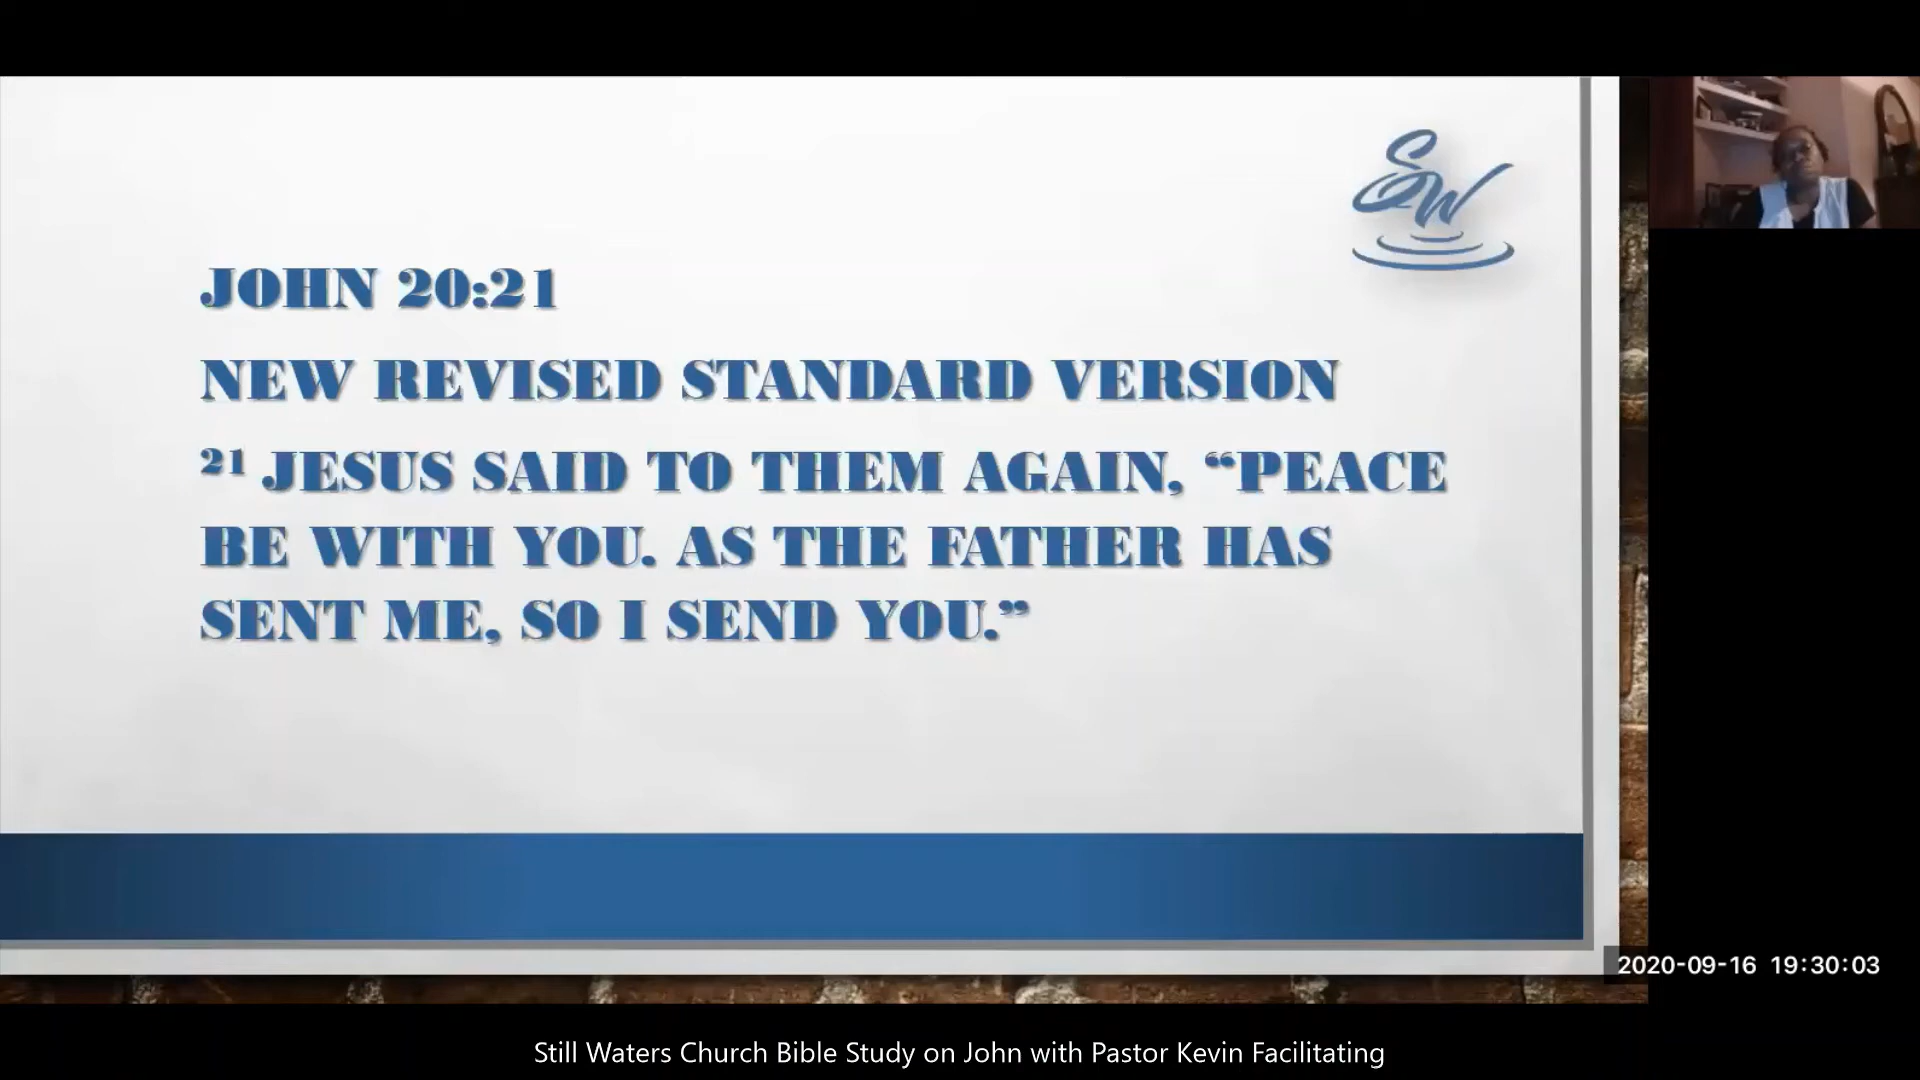 SW
JOHN 20:21
NEW REVISED STANDARD VERSION
21 JESUS SAID TO THEM AGAIN, “PEACE
BE WITH YOU. AS THE FATHER HAS
SENT ME, SO I SEND YOU.”
2020-09-16 19:30:03
Still Waters Church Bible Study on John with Pastor Kevin Facilitating